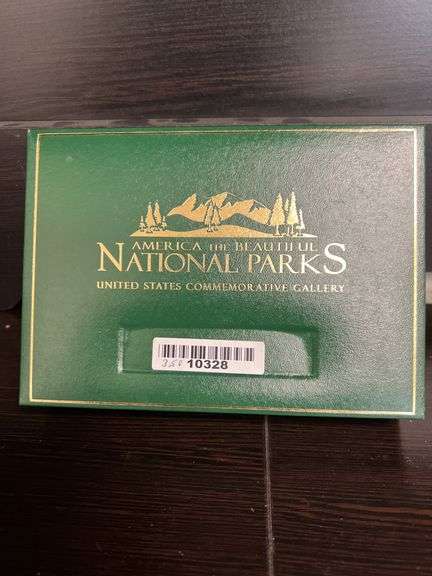 AMERICA THE BEAUTIFUL
NATIONAL PARKS
UNITED STATES COMMEMORATIVE GALLERY
10328